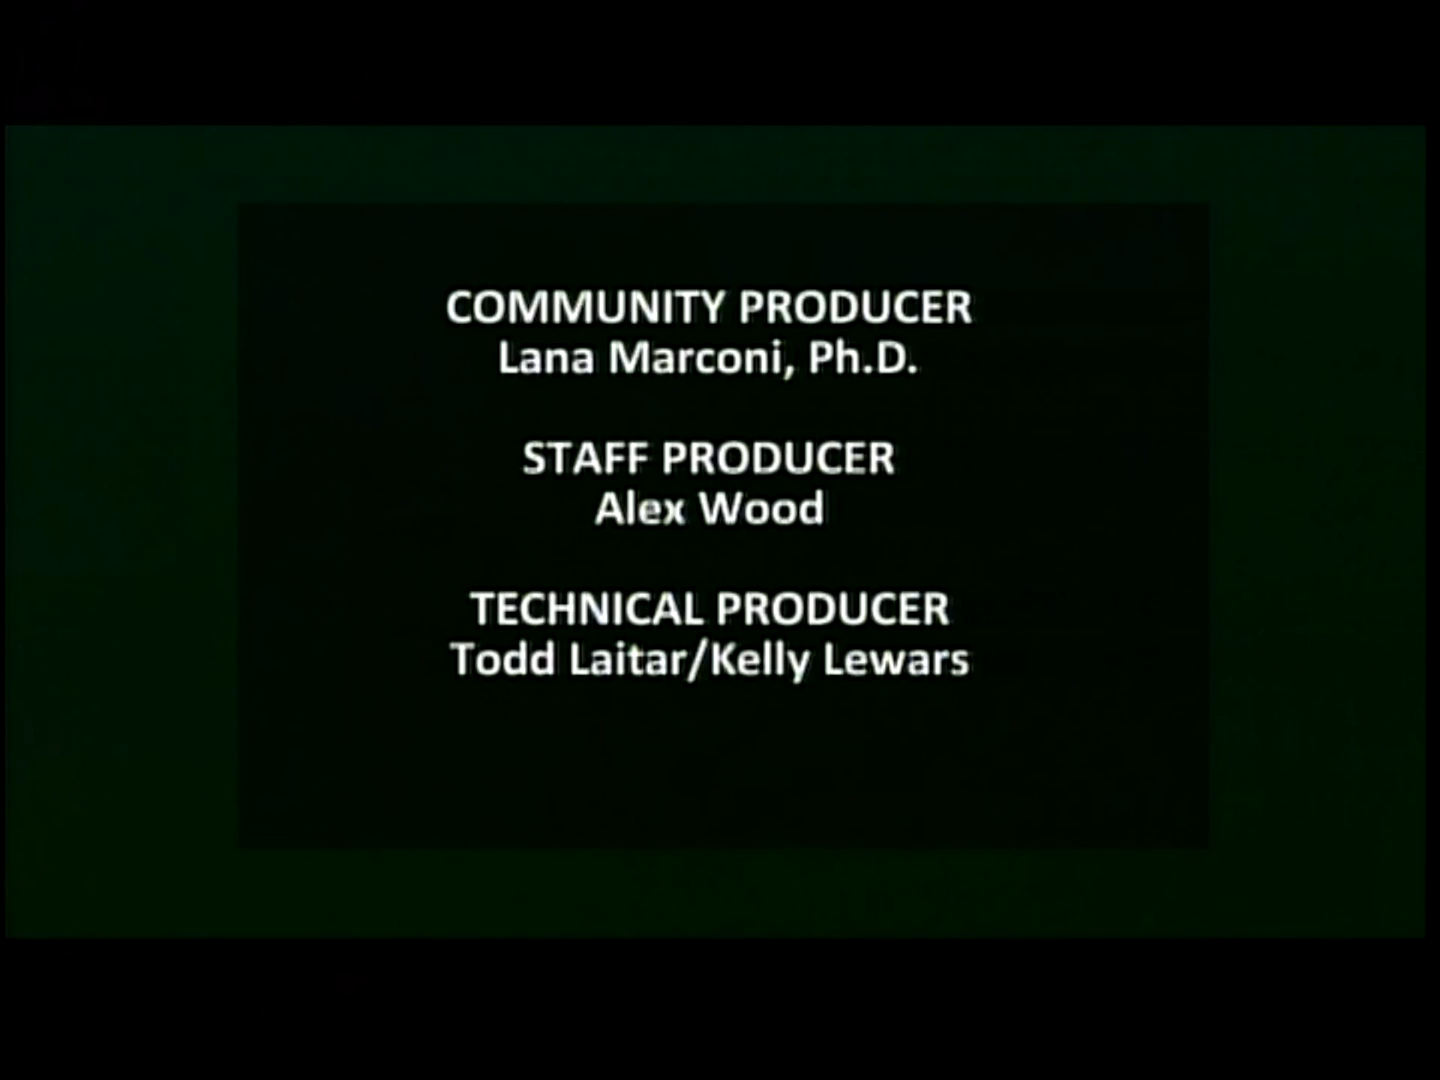 COMMUNITY PRODUCER
Lana Marconi, Ph.D.
STAFF PRODUCER
Alex Wood
TECHNICAL PRODUCER
Todd Laitar/Kelly Lewars